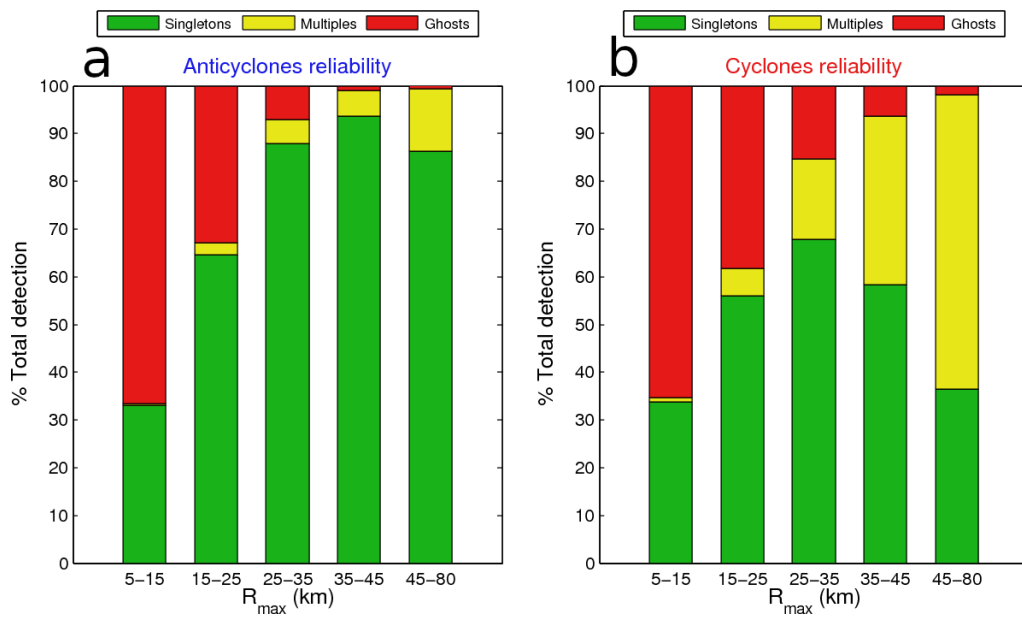 Singletons Multiples Ghosts
a
Anticyclones reliability
% Total detection
100
90
80
70
60
50
40
30
20
10
0
5−15 15−25 25−35 35−45 45−80
R_max (km)
Singletons Multiples Ghosts
b
Cyclones reliability
% Total detection
100
90
80
70
60
50
40
30
20
10
0
5−15 15−25 25−35 35−45 45−80
R_max (km)